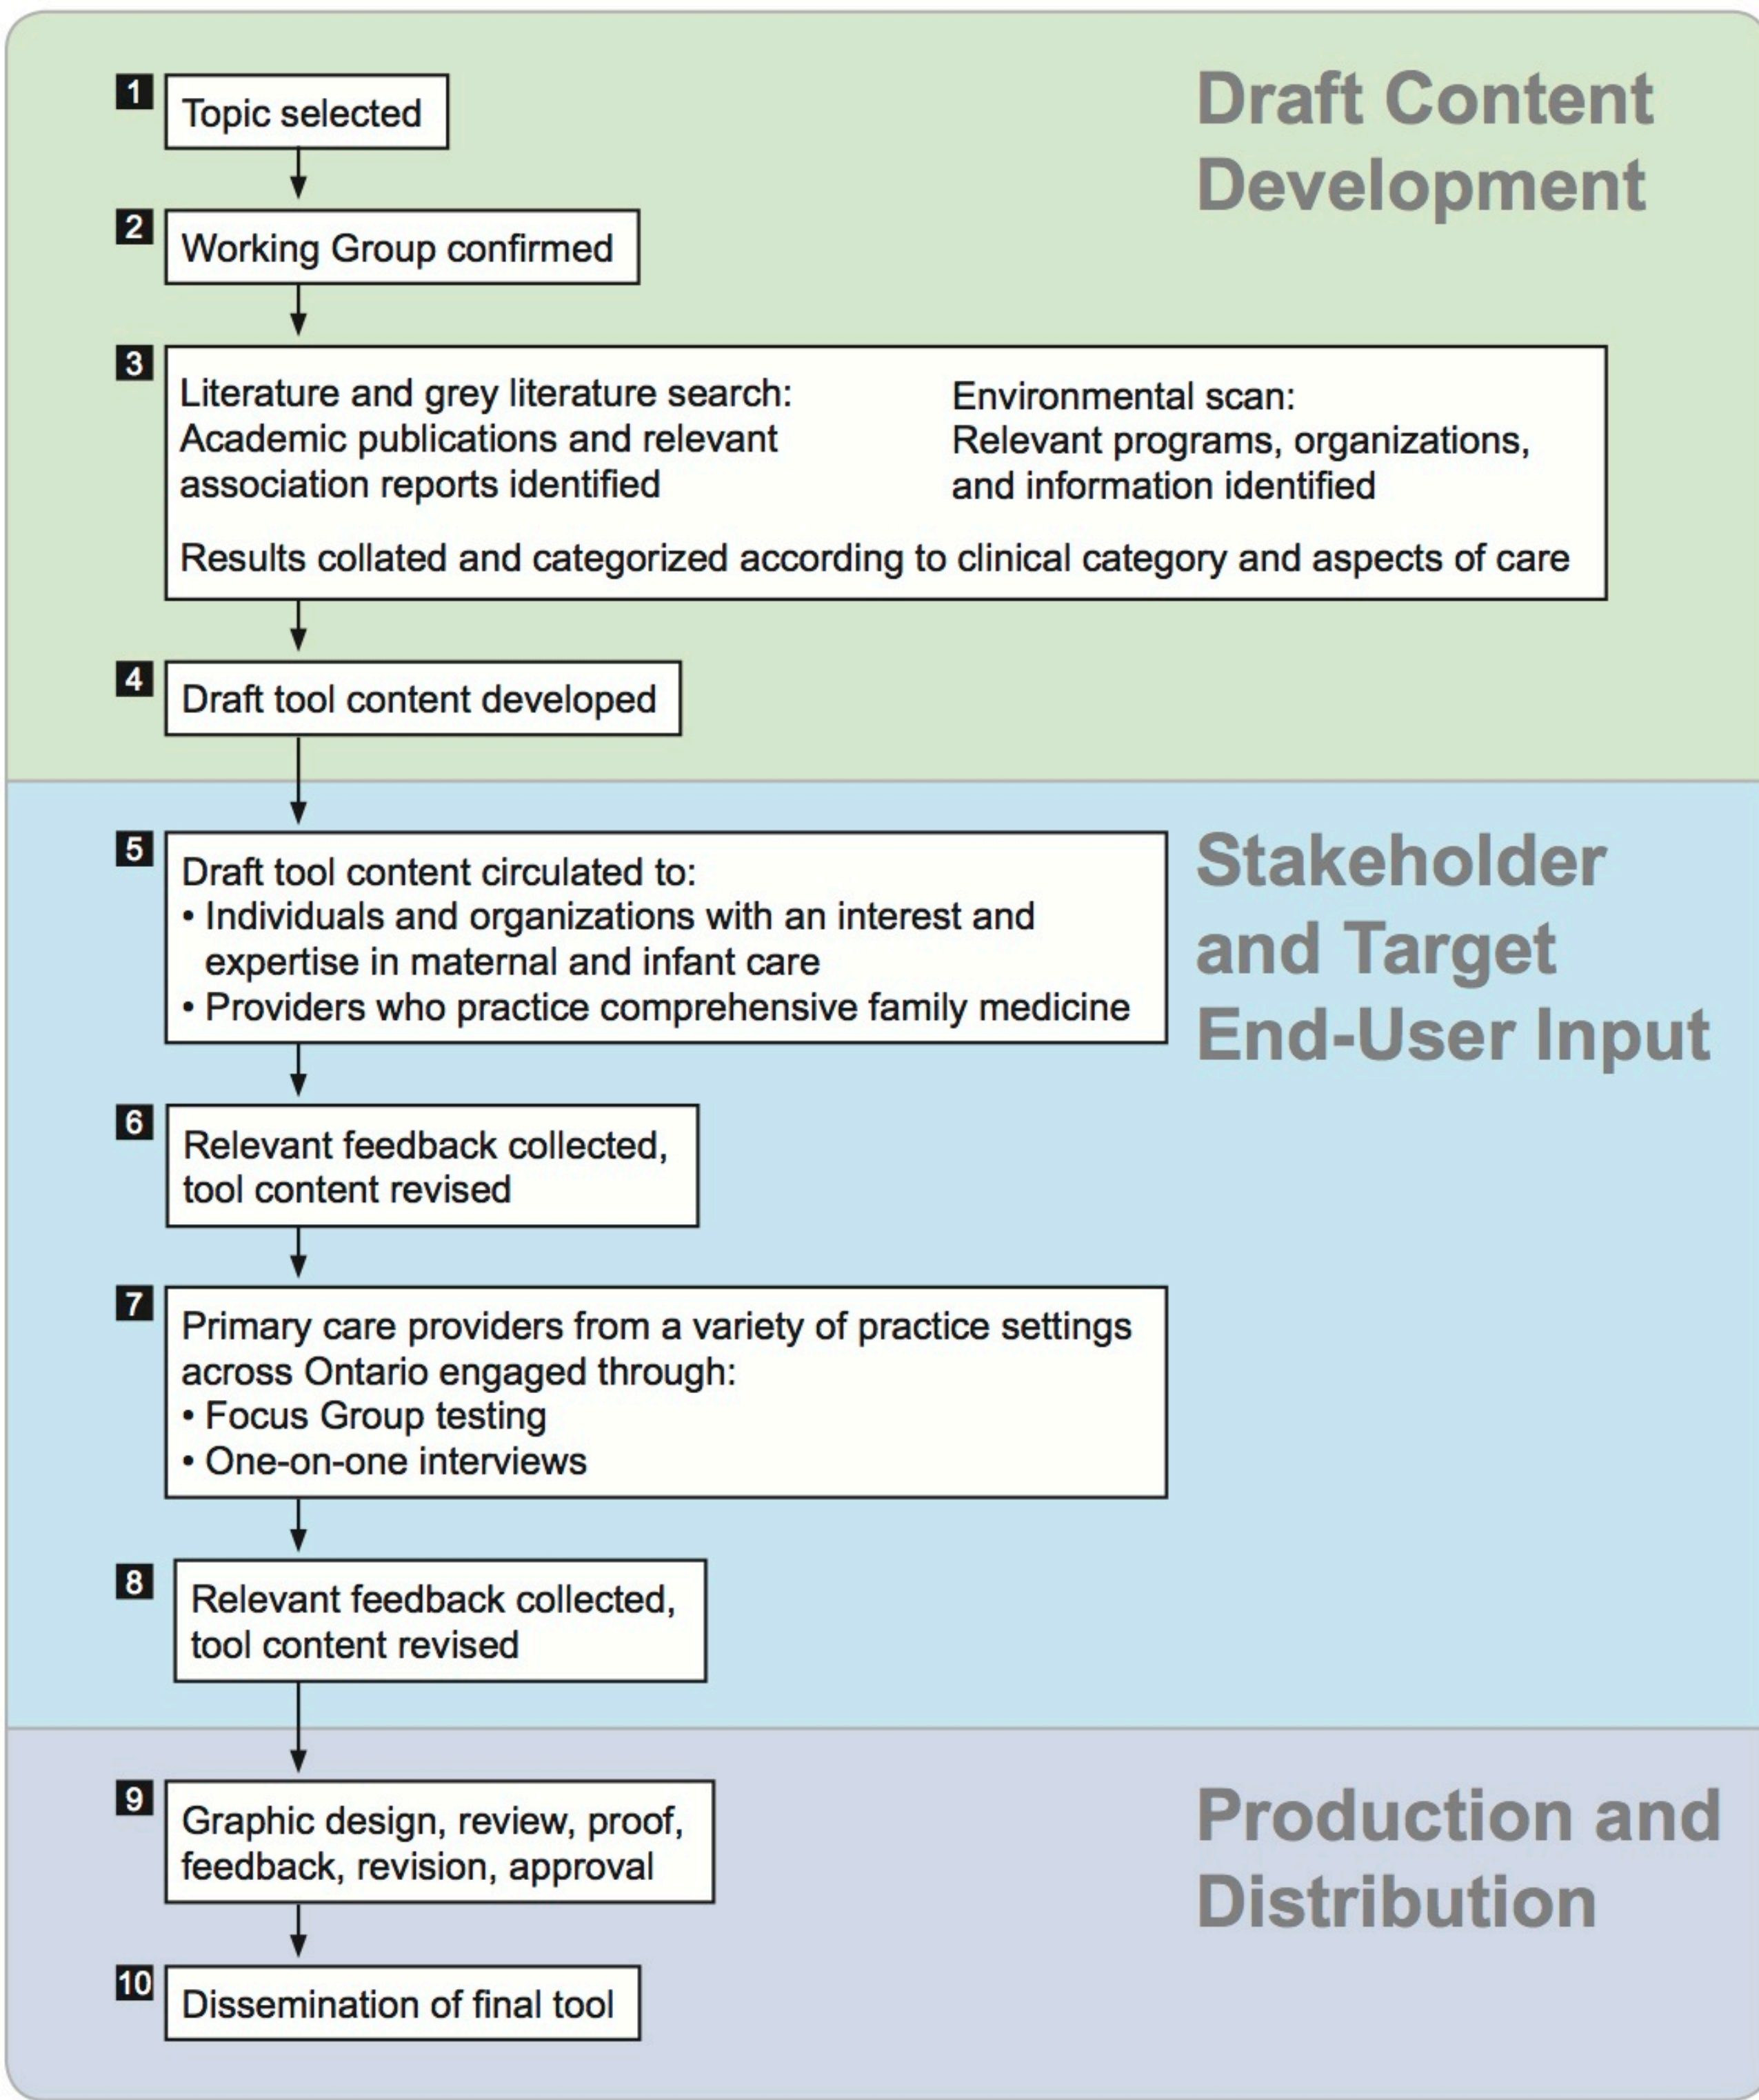 Draft Content
Development
1
Topic selected
2
Working Group confirmed
3
Literature and grey literature search:
Academic publications and relevant
association reports identified
Environmental scan:
Relevant programs, organizations,
and information identified
Results collated and categorized according to clinical category and aspects of care
4
Draft tool content developed
Stakeholder
and Target
End-User Input
5
Draft tool content circulated to:
• Individuals and organizations with an interest and
expertise in maternal and infant care
• Providers who practice comprehensive family medicine
6
Relevant feedback collected,
tool content revised
7
Primary care providers from a variety of practice settings
across Ontario engaged through:
• Focus Group testing
• One-on-one interviews
8
Relevant feedback collected,
tool content revised
Production and
Distribution
9
Graphic design, review, proof,
feedback, revision, approval
10
Dissemination of final tool